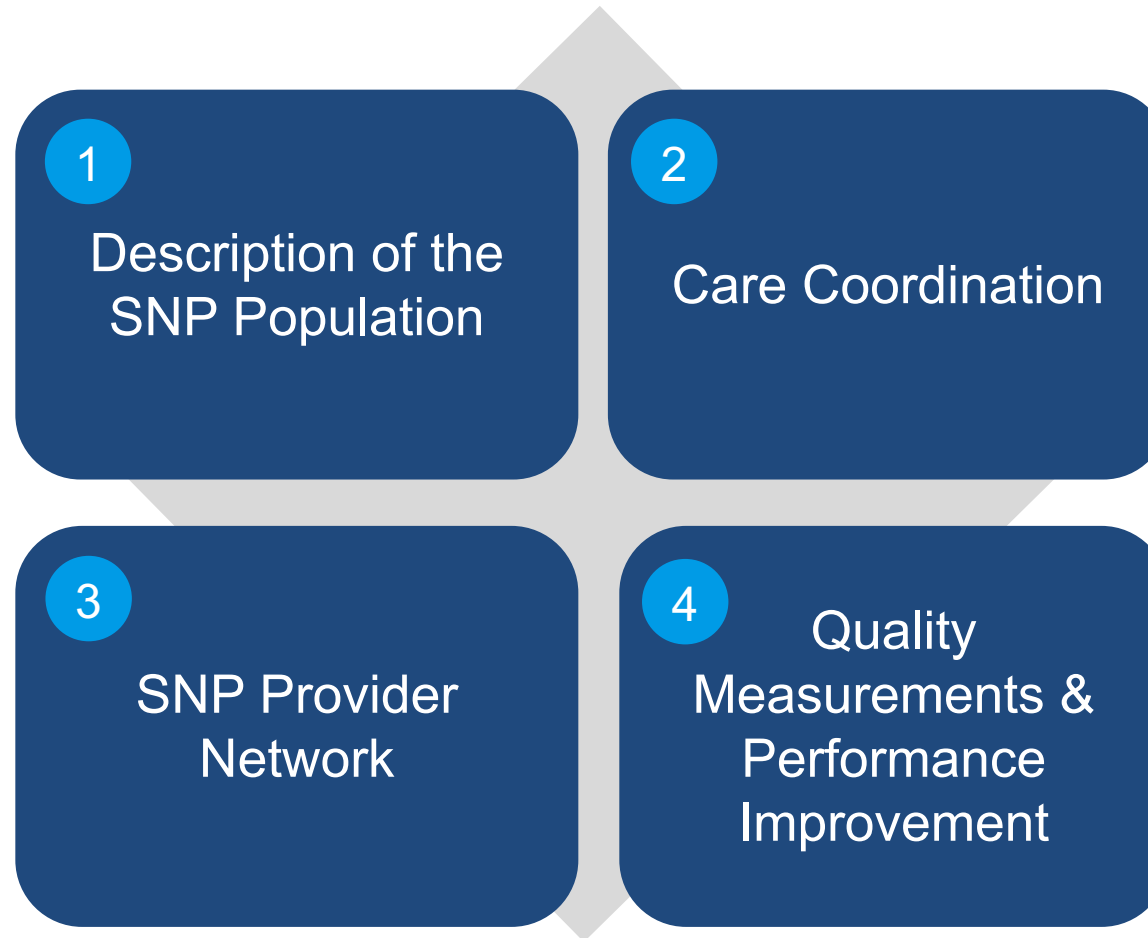 1
Description of the
SNP Population
2
Care Coordination
3
SNP Provider
Network
4
Quality
Measurements &
Performance
Improvement